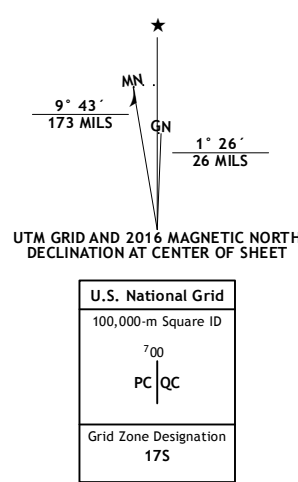 MN
GN
9° 43´
173 MILS
1° 26´
26 MILS
UTM GRID AND 2016 MAGNETIC NORTH
DECLINATION AT CENTER OF SHEET
U.S. National Grid
100,000-m Square ID
700
PC QC
Grid Zone Designation
17S